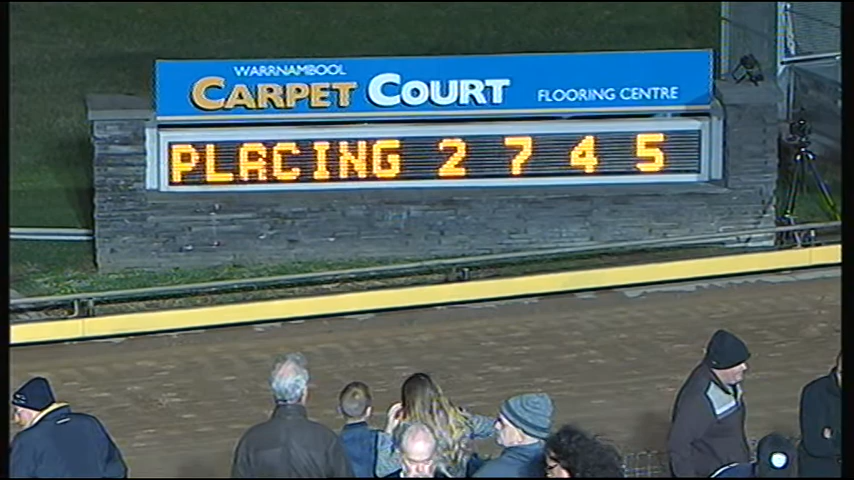 WARRNAMBOOL
CARPET COURT FLOORING CENTRE
PLACING 2 7 4 5